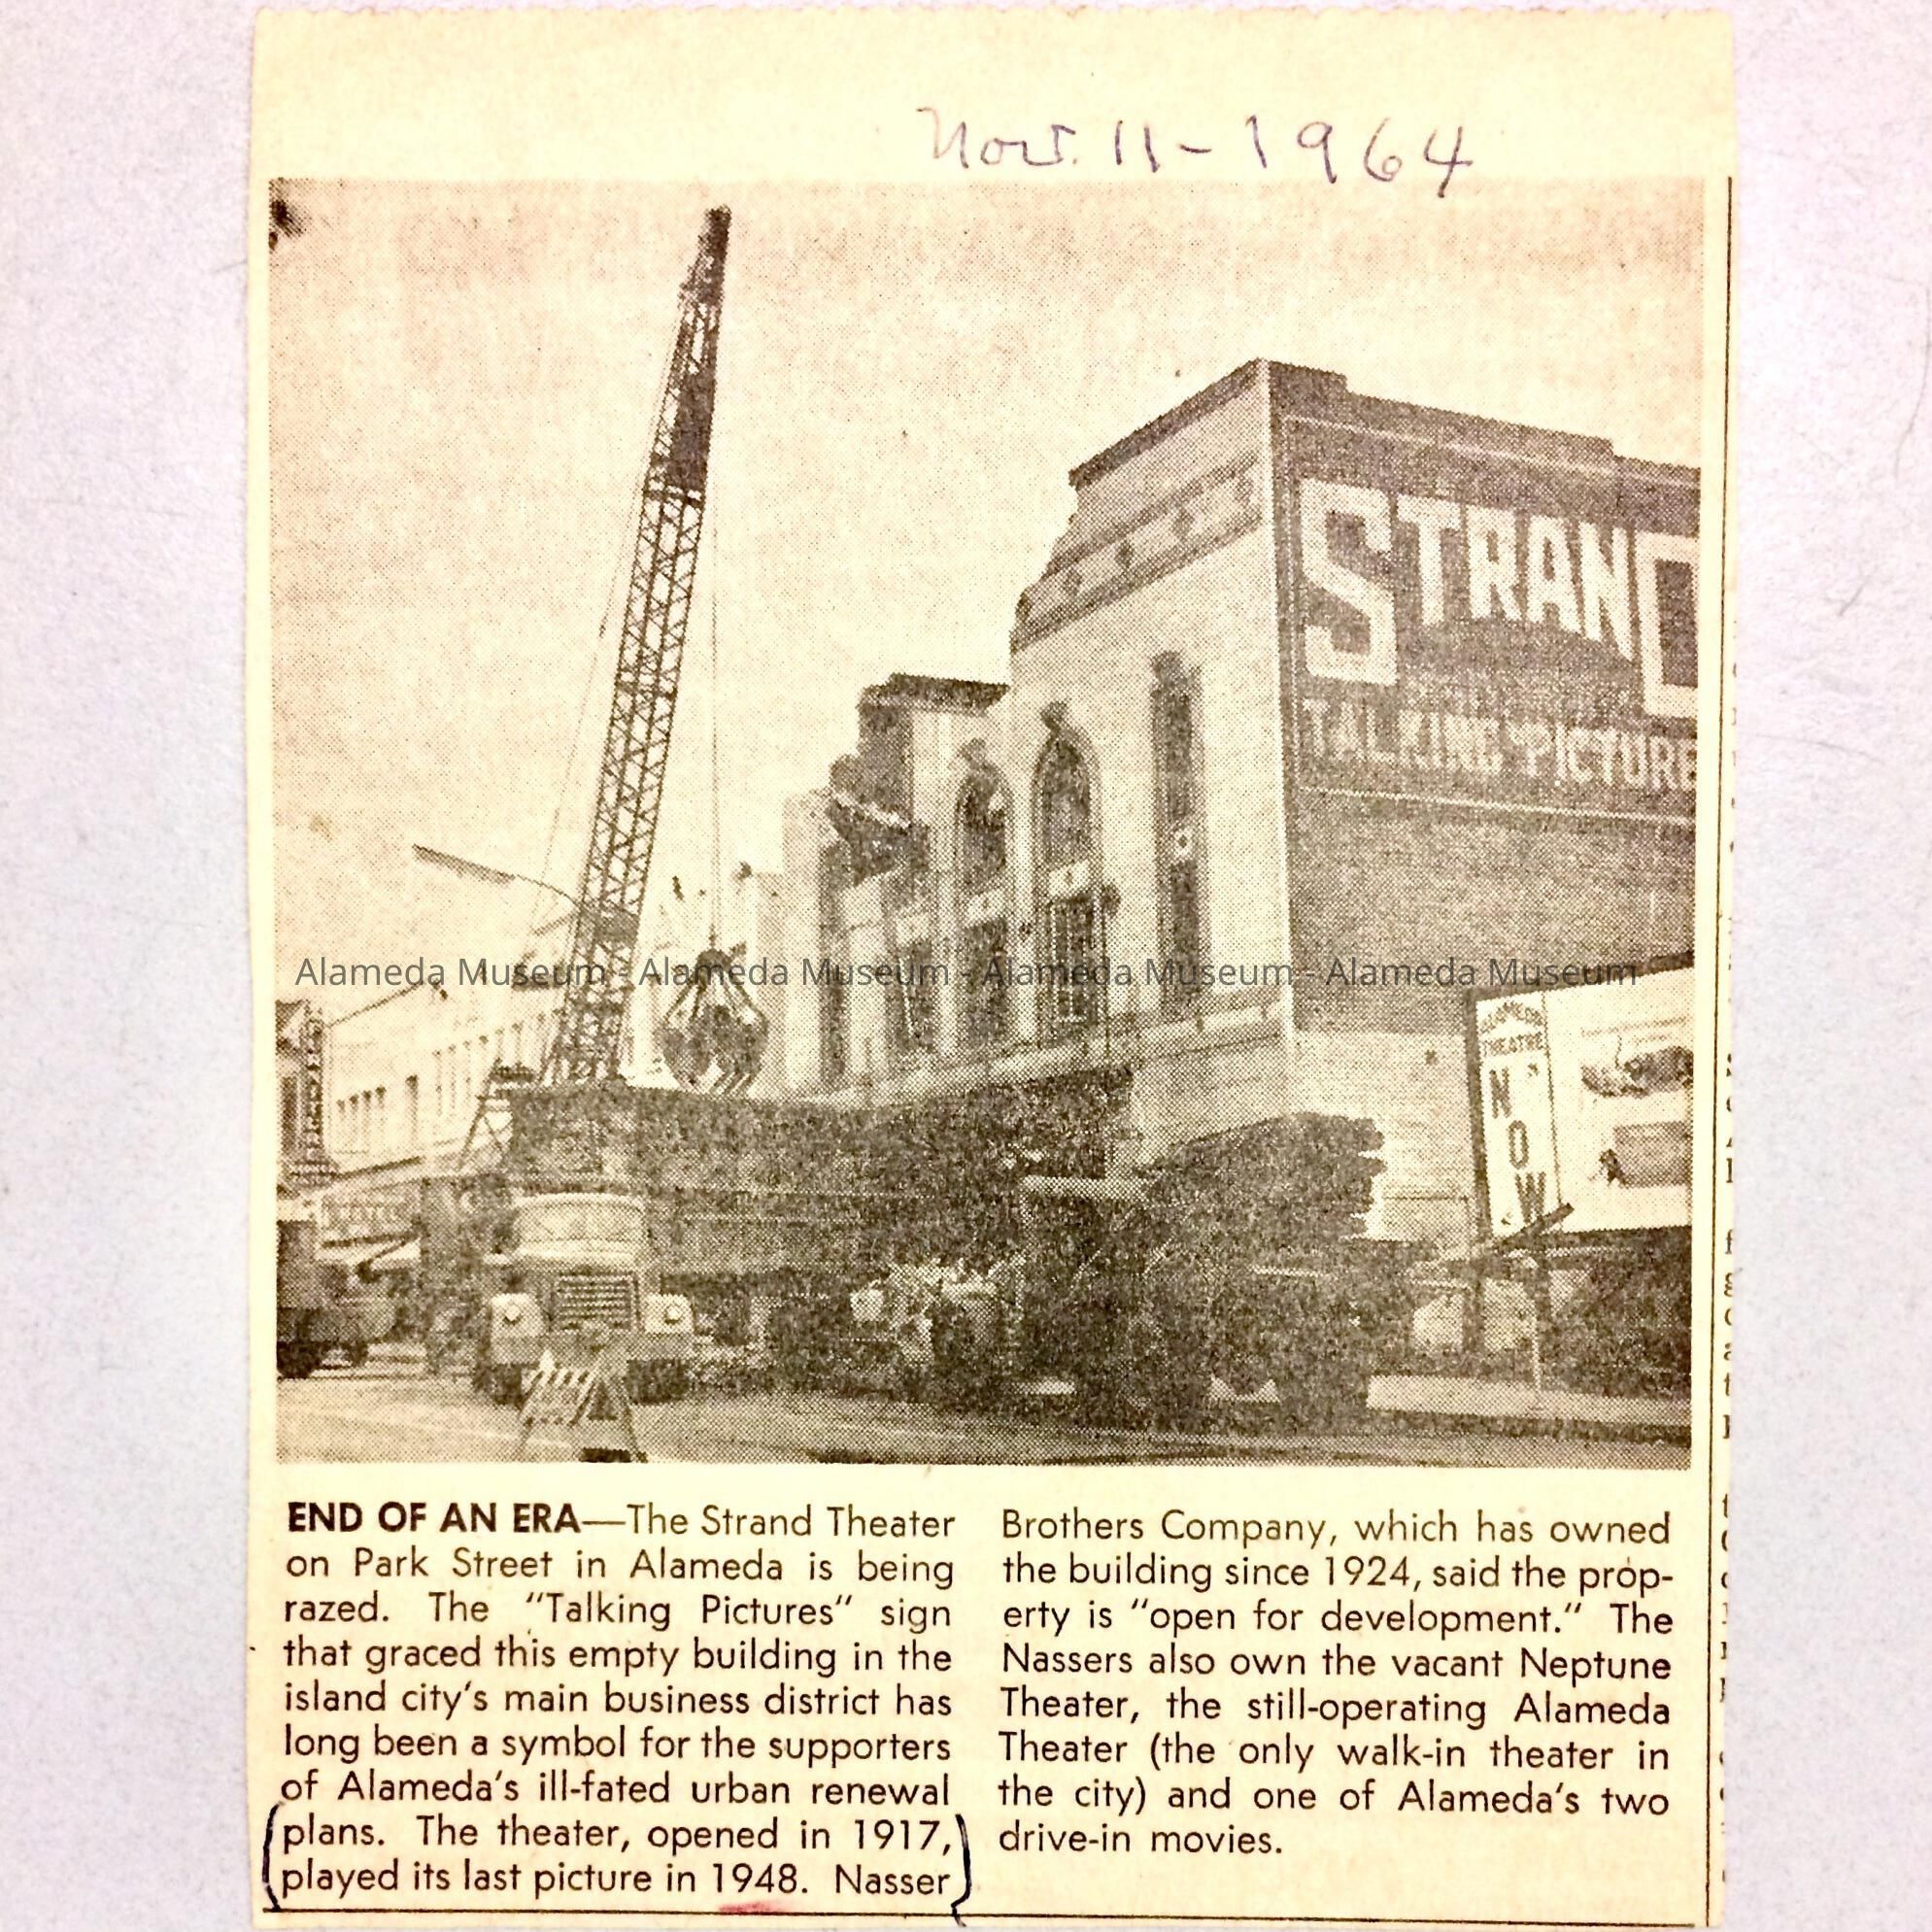 Nov. 11-1964
STRAND
TALKING PICTURE
Alameda Museum - Alameda Museum - Alameda Museum - Alameda Museum
ALAMEDA
THEATRE
NOW
END OF AN ERA—The Strand Theater
on Park Street in Alameda is being
razed. The "Talking Pictures" sign
that graced this empty building in the
island city's main business district has
long been a symbol for the supporters
of Alameda's ill-fated urban renewal
plans. The theater, opened in 1917,
played its last picture in 1948. Nasser
Brothers Company, which has owned
the building since 1924, said the prop-
erty is "open for development." The
Nassers also own the vacant Neptune
Theater, the still-operating Alameda
Theater (the only walk-in theater in
the city) and one of Alameda's two
drive-in movies.